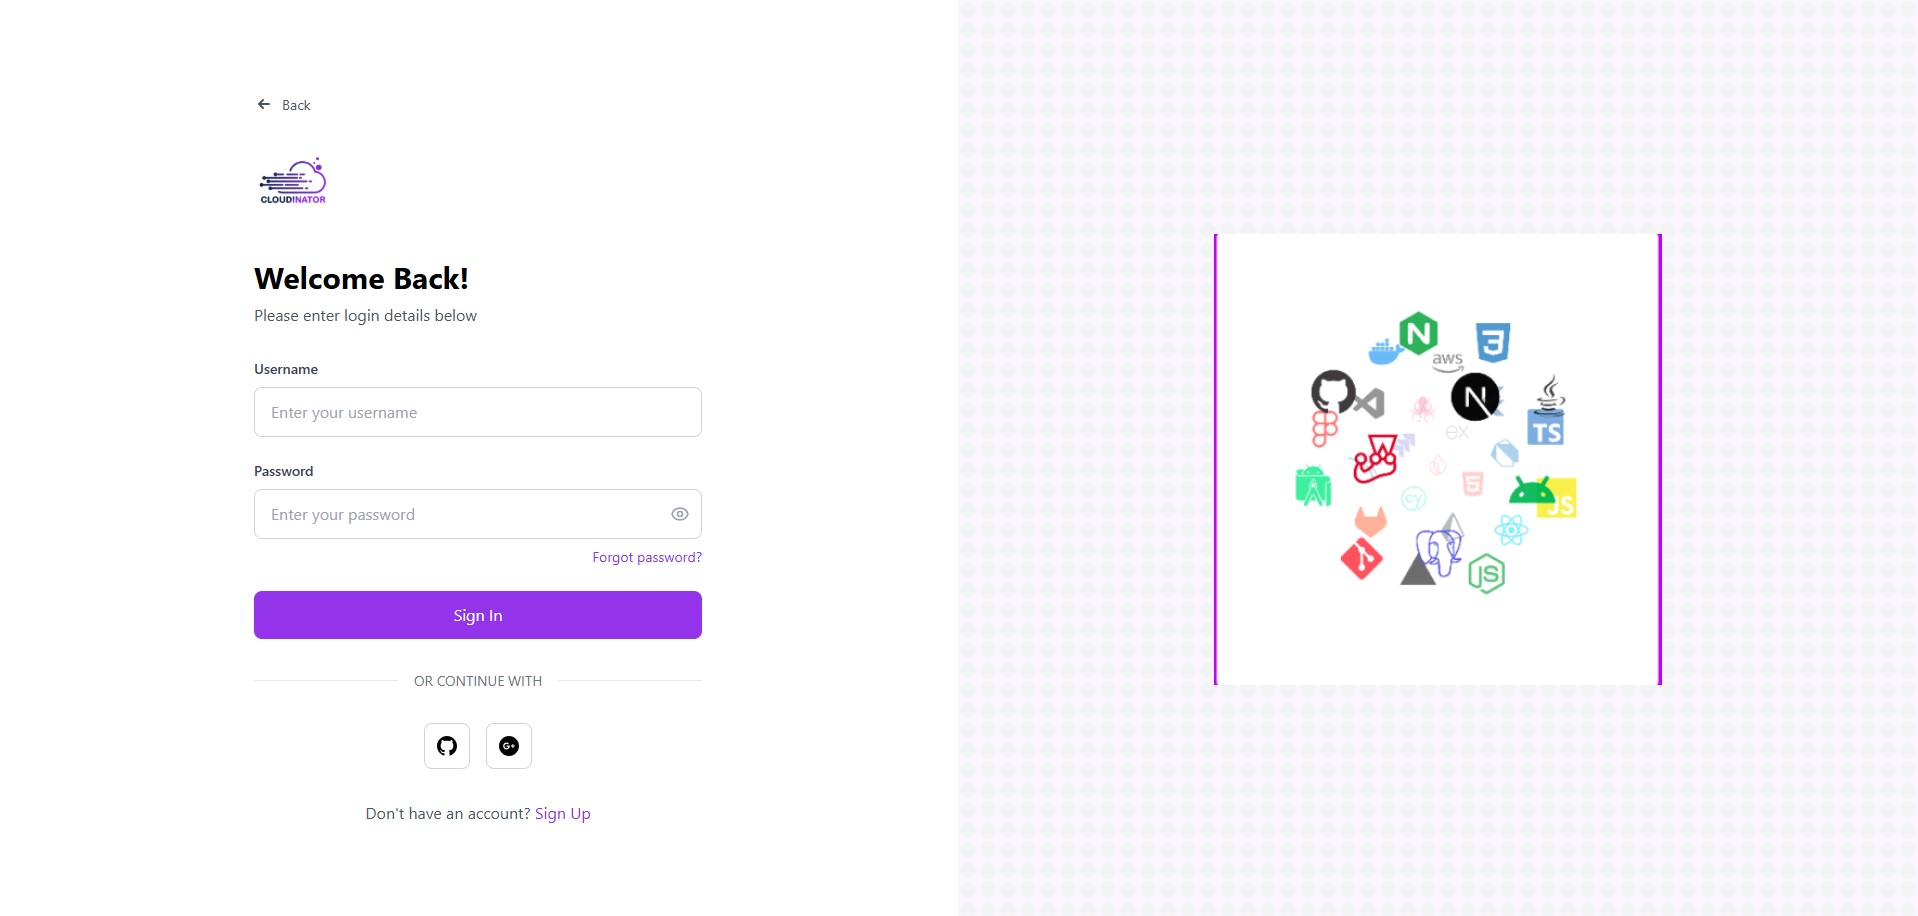 Back
CLOUDINATOR
Welcome Back!
Please enter login details below
Username
Enter your username
Password
Enter your password
Forgot password?
Sign In
OR CONTINUE WITH
G+
Don't have an account? Sign Up
N
3
aws
N
TS
ex
5
cy
JS
JS